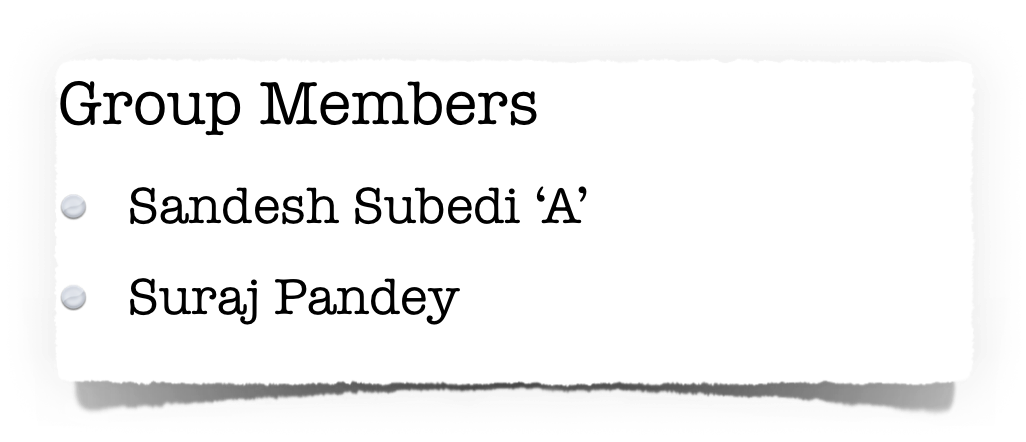 Group Members
Sandesh Subedi ‘A’
Suraj Pandey